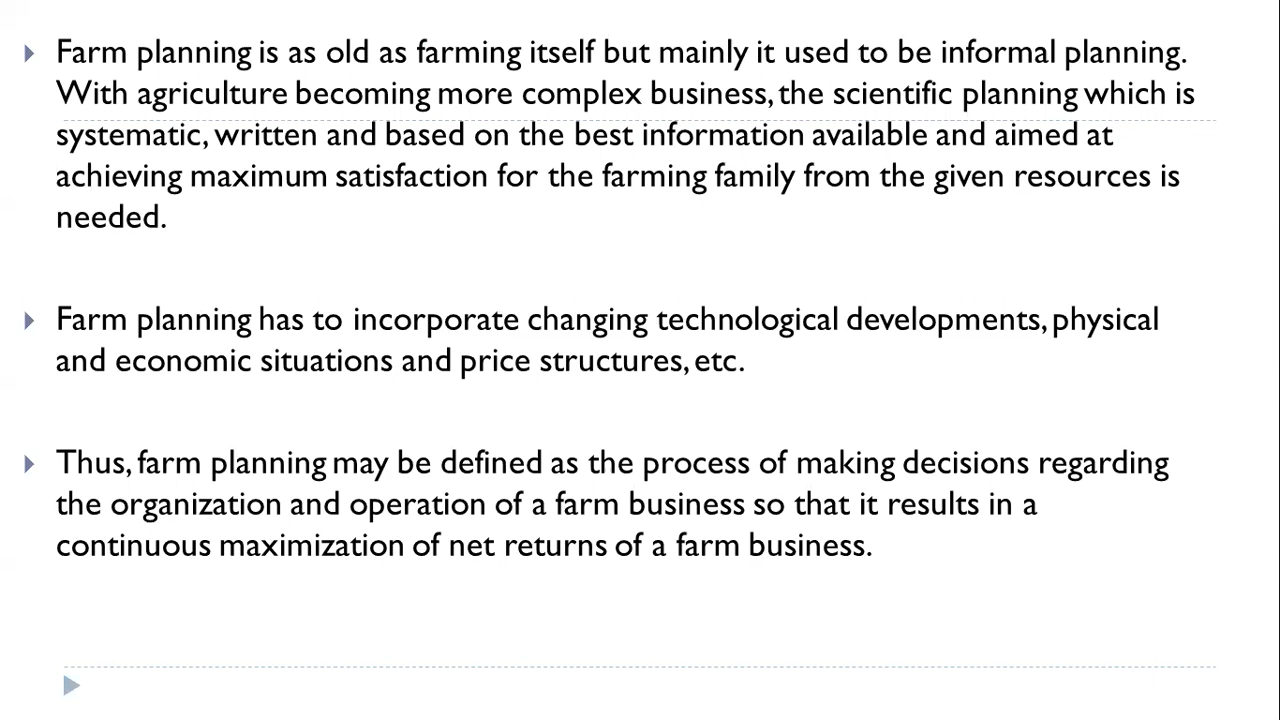 Farm planning is as old as farming itself but mainly it used to be informal planning.
With agriculture becoming more complex business, the scientific planning which is
systematic, written and based on the best information available and aimed at
achieving maximum satisfaction for the farming family from the given resources is
needed.
Farm planning has to incorporate changing technological developments, physical
and economic situations and price structures, etc.
Thus, farm planning may be defined as the process of making decisions regarding
the organization and operation of a farm business so that it results in a
continuous maximization of net returns of a farm business.